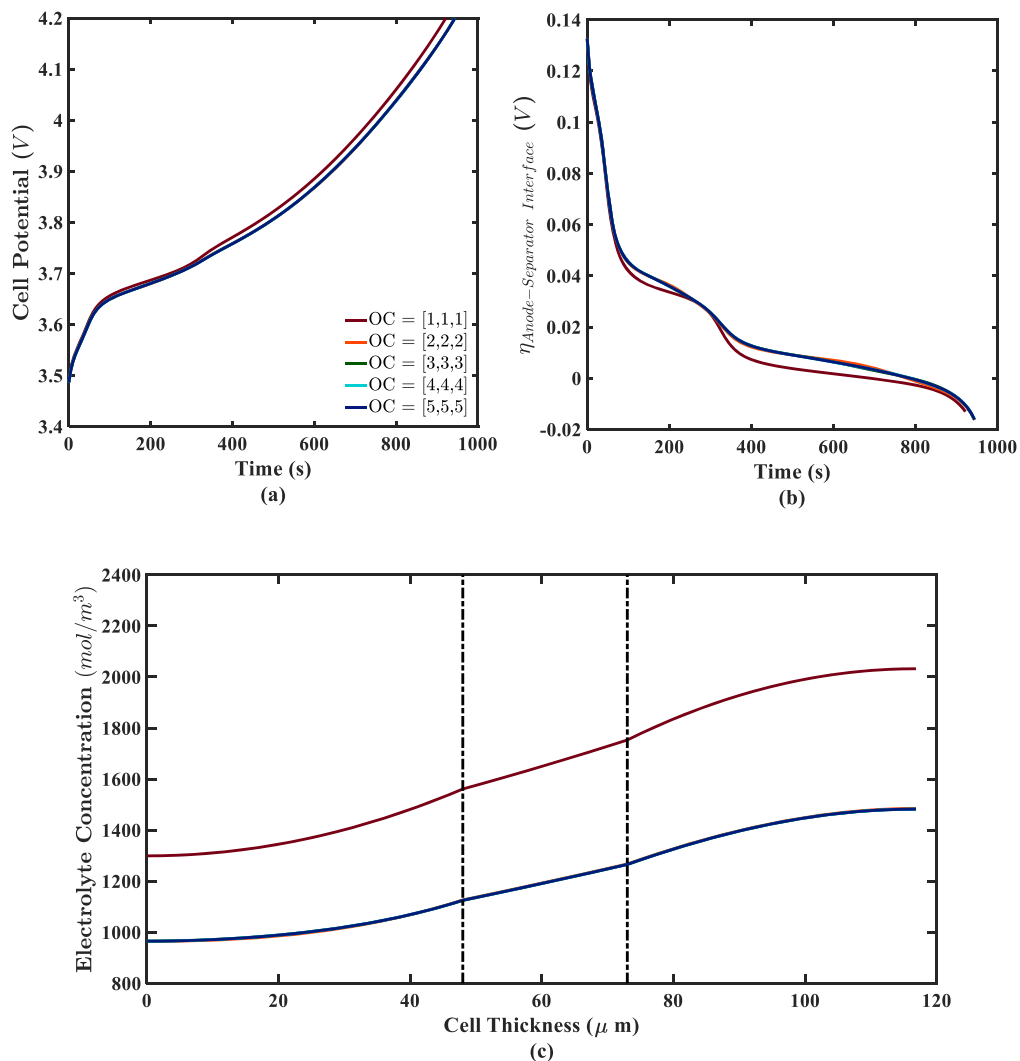 4.2
4.1
4
3.9
3.8
3.7
3.6
3.5
3.4
Cell Potential (V)
OC = [1,1,1]
OC = [2,2,2]
OC = [3,3,3]
OC = [4,4,4]
OC = [5,5,5]
0 200 400 600 800 1000
Time (s)
(a)
0.14
0.12
0.1
0.08
0.06
0.04
0.02
0
-0.02
η Anode−Separator Interface (V)
0 200 400 600 800 1000
Time (s)
(b)
2400
2200
2000
1800
1600
1400
1200
1000
800
Electrolyte Concentration (mol/m³)
0 20 40 60 80 100 120
Cell Thickness (μ m)
(c)